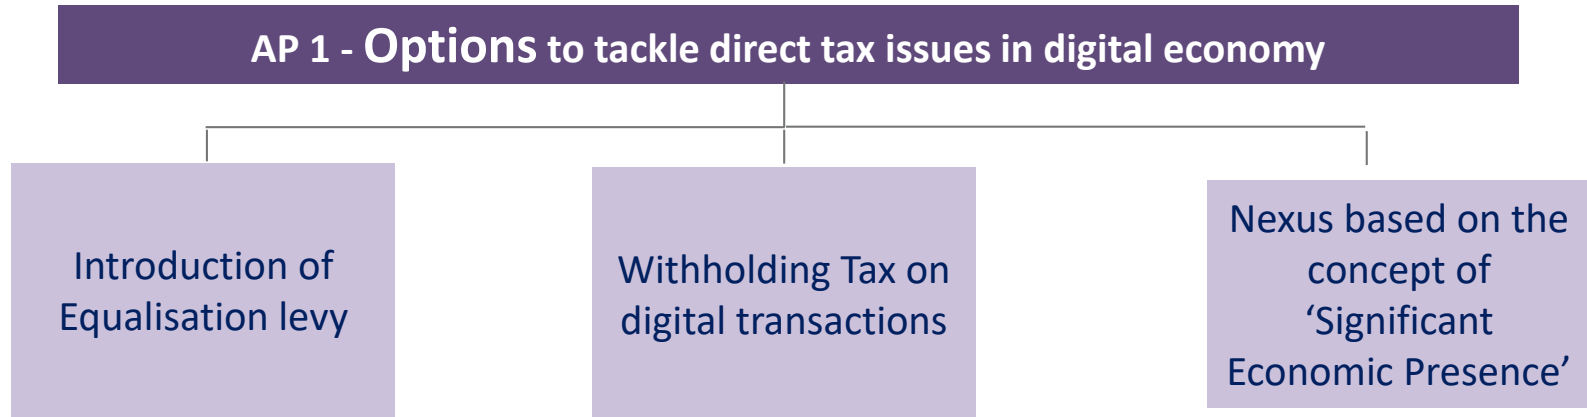 AP 1 - Options to tackle direct tax issues in digital economy
Introduction of
Equalisation levy
Withholding Tax on
digital transactions
Nexus based on the
concept of
‘Significant
Economic Presence’